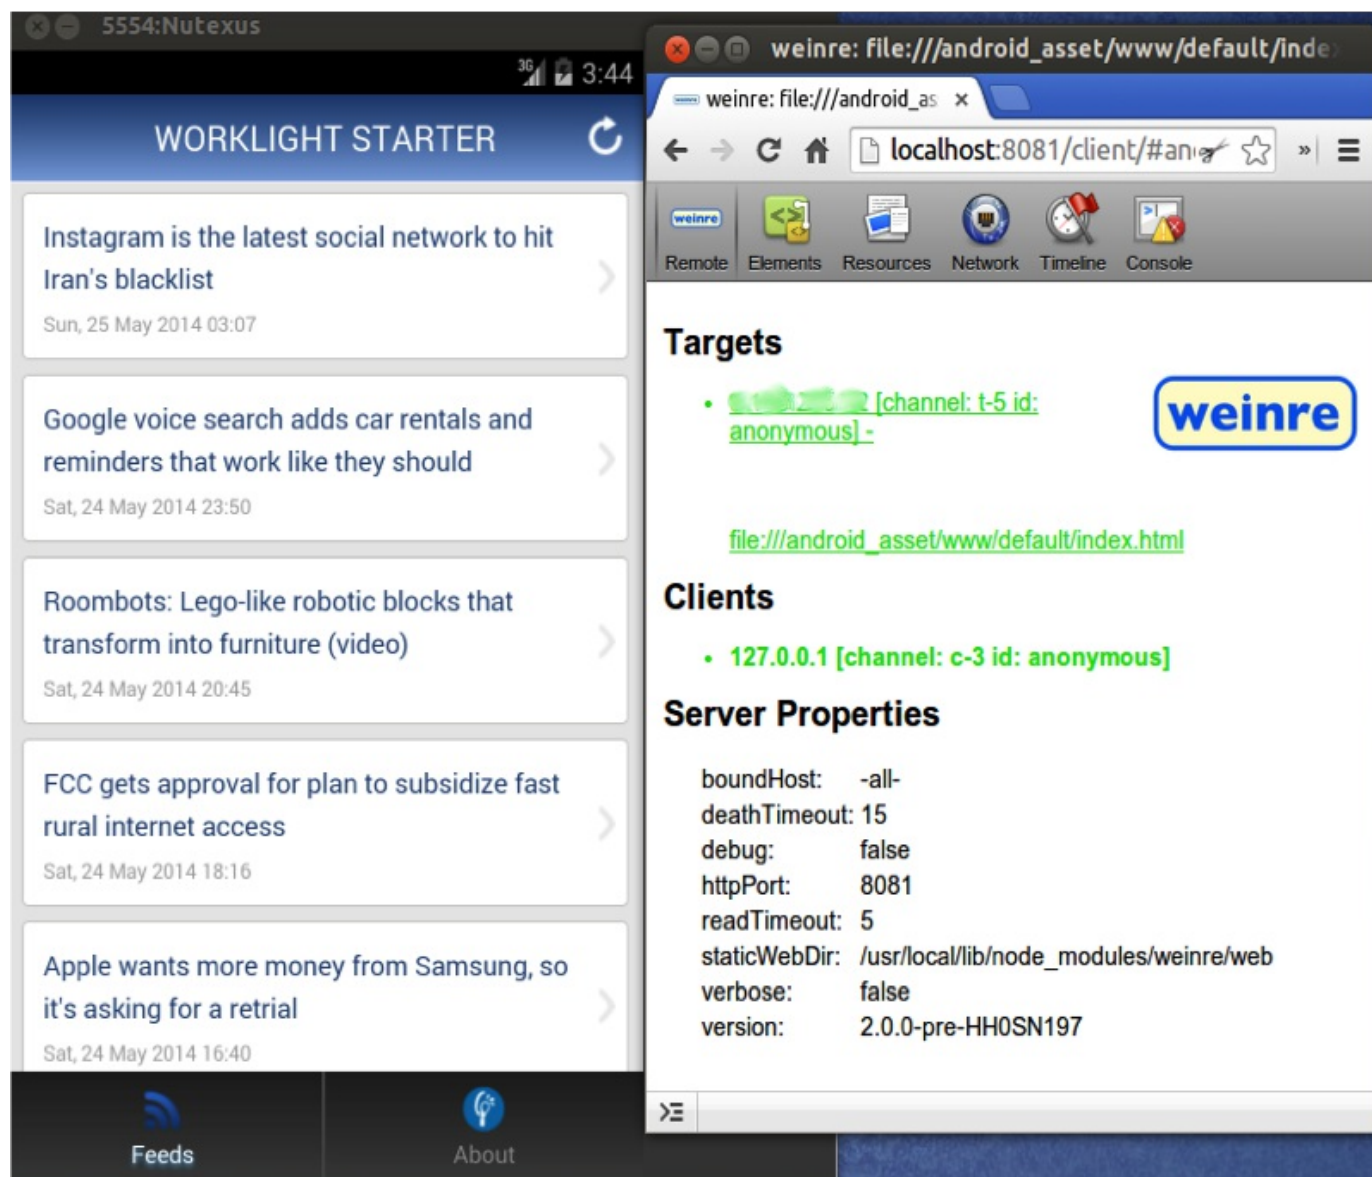 5554:Nutexus
3G 3:44
WORKLIGHT STARTER
Instagram is the latest social network to hit
Iran's blacklist
Sun, 25 May 2014 03:07
Google voice search adds car rentals and
reminders that work like they should
Sat, 24 May 2014 23:50
Roombots: Lego-like robotic blocks that
transform into furniture (video)
Sat, 24 May 2014 20:45
FCC gets approval for plan to subsidize fast
rural internet access
Sat, 24 May 2014 18:16
Apple wants more money from Samsung, so
it's asking for a retrial
Sat, 24 May 2014 16:40
Feeds
About
weinre: file:///android_asset/www/default/inde
weinre: file:///android_as
localhost:8081/client/#an
weinre
Remote Elements Resources Network Timeline Console
Targets
[channel: t-5 id:
anonymous] -
weinre
file:///android_asset/www/default/index.html
Clients
• 127.0.0.1 [channel: c-3 id: anonymous]
Server Properties
boundHost: -all-
deathTimeout: 15
debug: false
httpPort: 8081
readTimeout: 5
staticWebDir: /usr/local/lib/node_modules/weinre/web
verbose: false
version: 2.0.0-pre-HH0SN197